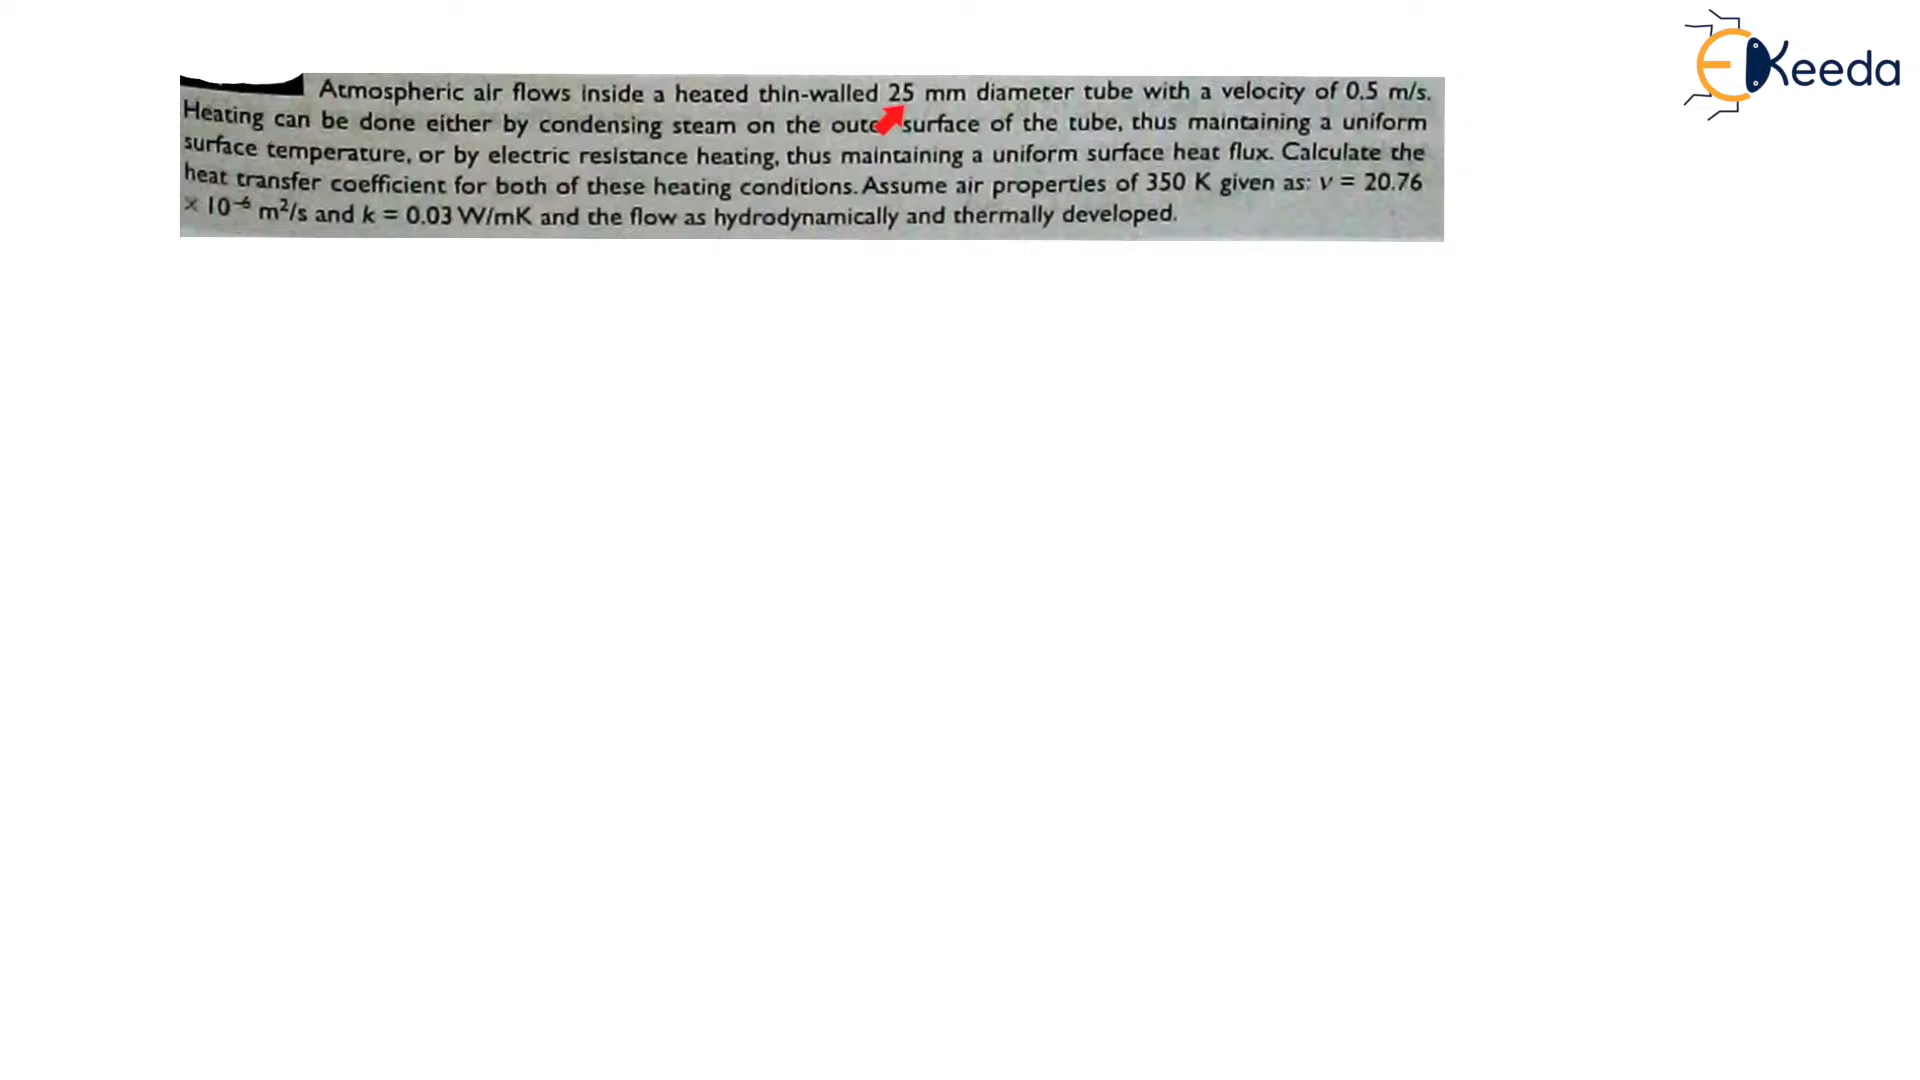 Keeda
Atmospheric air flows inside a heated thin-walled 25 mm diameter tube with a velocity of 0.5 m/s.
Heating can be done either by condensing steam on the surface of the tube, thus maintaining a uniform
surface temperature, or by electric resistance heating, thus maintaining a uniform surface heat flux. Calculate the
heat transfer coefficient for both of these heating conditions. Assume air properties of 350 K given as: ν = 20.76
× 10⁻⁶ m²/s and k = 0.03 W/mK and the flow as hydrodynamically and thermally developed.